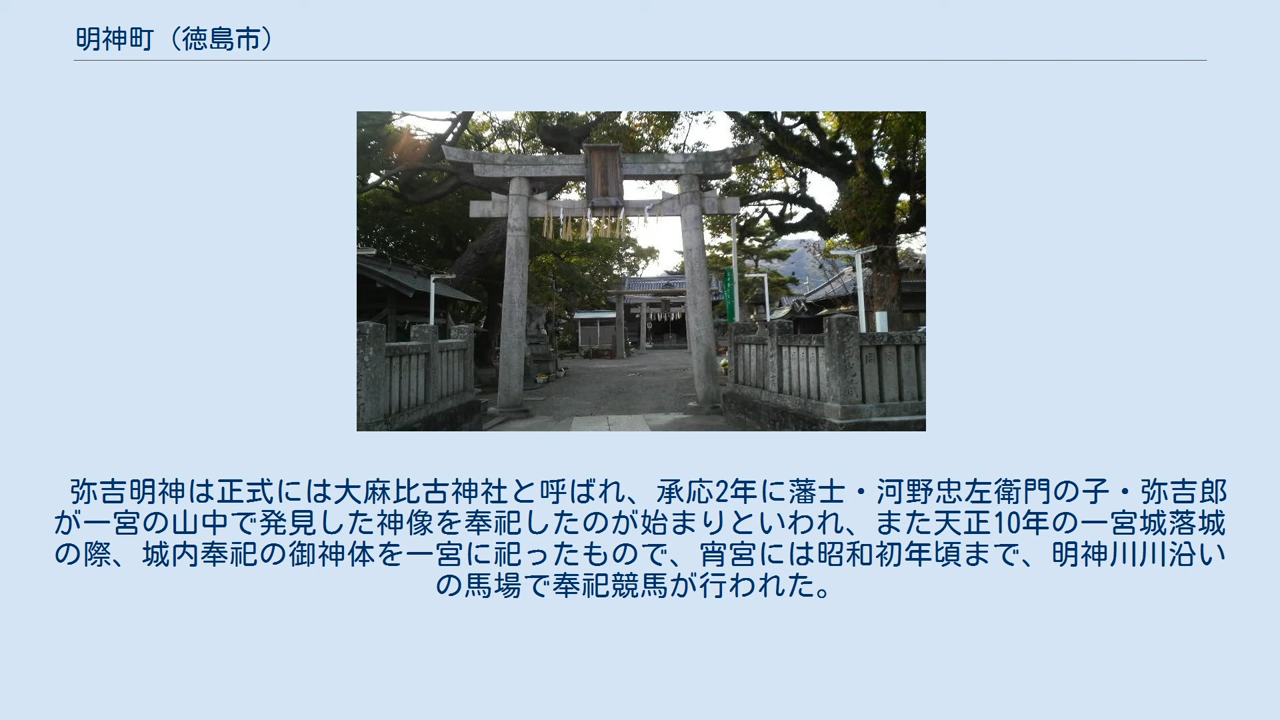 明神町（徳島市）
弥吉明神は正式には大麻比古神社と呼ばれ、承応2年に藩士・河野忠左衛門の子・弥吉郎
が一宮の山中で発見した神像を奉祀したのが始まりといわれ、また天正10年の一宮城落城
の際、城内奉祀の御神体を一宮に祀ったもので、宵宮には昭和初年頃まで、明神川川沿い
の馬場で奉祀競馬が行われた。